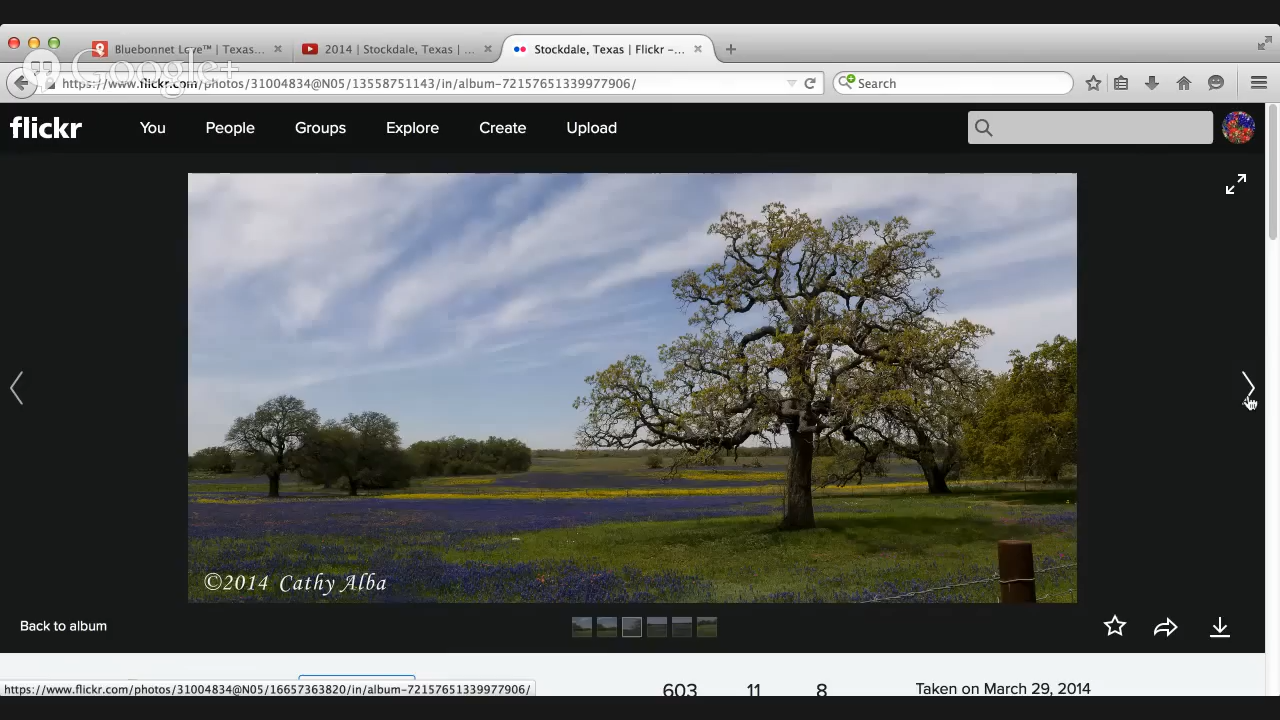 Bluebonnet Love™ | Texas...
2014 | Stockdale, Texas | ...
Stockdale, Texas | Flickr -...
Google+
https://www.flickr.com/photos/31004834@N05/13558751143/in/album-72157651339977906/
Search
flickr
You
People
Groups
Explore
Create
Upload
©2014 Cathy Alba
Back to album
603
11
8
Taken on March 29, 2014
https://www.flickr.com/photos/31004834@N05/16657363820/in/album-72157651339977906/